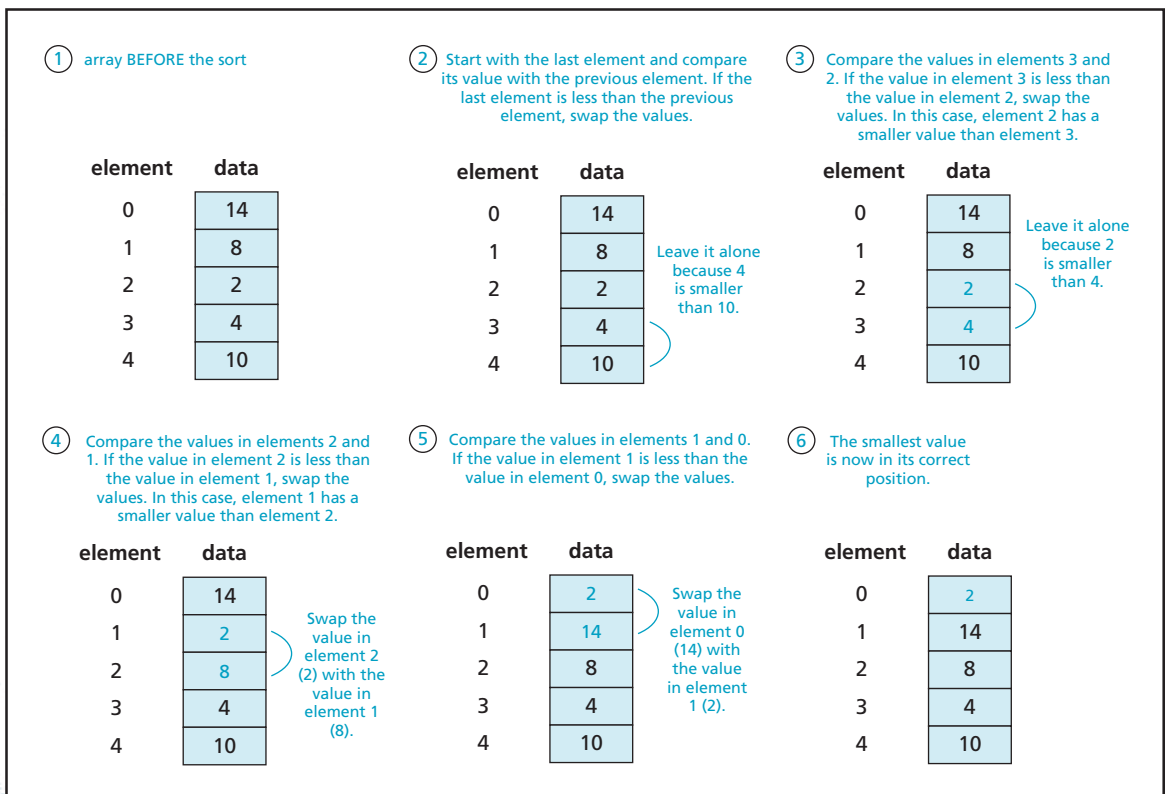 1 array BEFORE the sort
element data
0 14
1 8
2 2
3 4
4 10
2 Start with the last element and compare
its value with the previous element. If the
last element is less than the previous
element, swap the values.
element data
0 14
1 8
2 2
3 4
4 10
Leave it alone
because 4
is smaller
than 10.
3 Compare the values in elements 3 and
2. If the value in element 3 is less than
the value in element 2, swap the
values. In this case, element 2 has a
smaller value than element 3.
element data
0 14
1 8
2 2
3 4
4 10
Leave it alone
because 2
is smaller
than 4.
4 Compare the values in elements 2 and
1. If the value in element 2 is less than
the value in element 1, swap the
values. In this case, element 1 has a
smaller value than element 2.
element data
0 14
1 2
2 8
3 4
4 10
Swap the
value in
element 2
(2) with the
value in
element 1
(8).
5 Compare the values in elements 1 and 0.
If the value in element 1 is less than the
value in element 0, swap the values.
element data
0 2
1 14
2 8
3 4
4 10
Swap the
value in
element 0
(14) with
the value
in element
1 (2).
6 The smallest value
is now in its correct
position.
element data
0 2
1 14
2 8
3 4
4 10